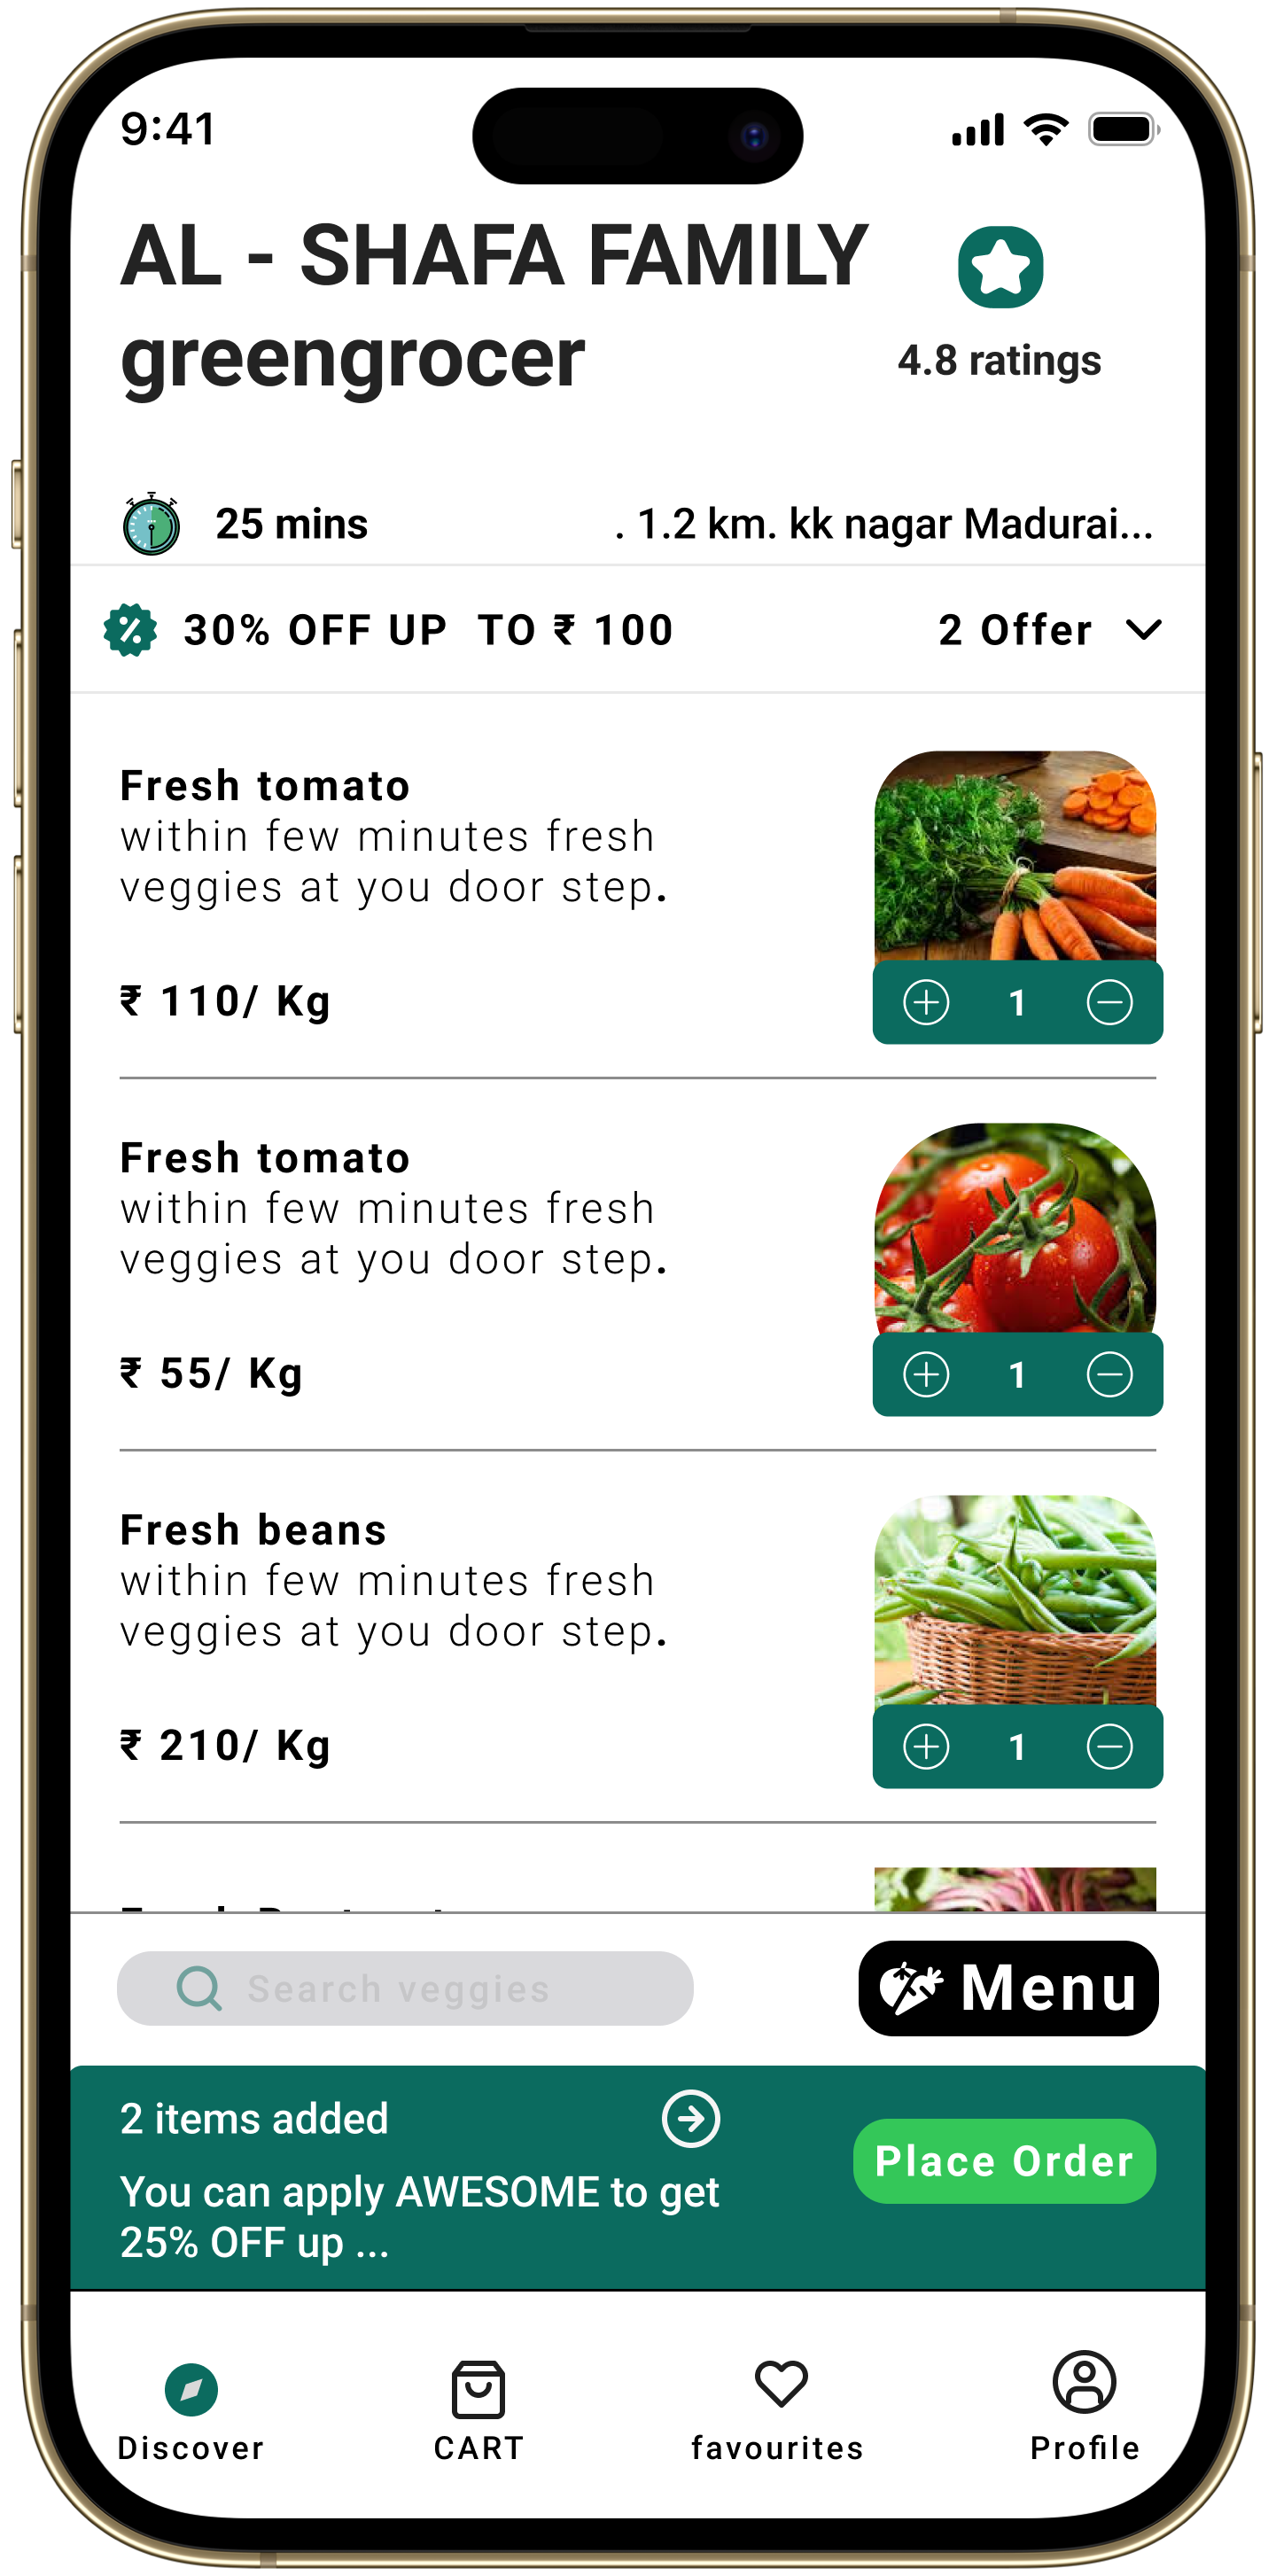 9:41
AL - SHAFA FAMILY
greengrocer
4.8 ratings
25 mins
. 1.2 km. kk nagar Madurai...
30% OFF UP TO ₹ 100
2 Offer
Fresh tomato
within few minutes fresh
veggies at you door step.
₹ 110/ Kg
1
Fresh tomato
within few minutes fresh
veggies at you door step.
₹ 55/ Kg
1
Fresh beans
within few minutes fresh
veggies at you door step.
₹ 210/ Kg
1
Search veggies
Menu
2 items added
You can apply AWESOME to get
25% OFF up ...
Place Order
Discover
CART
favourites
Profile